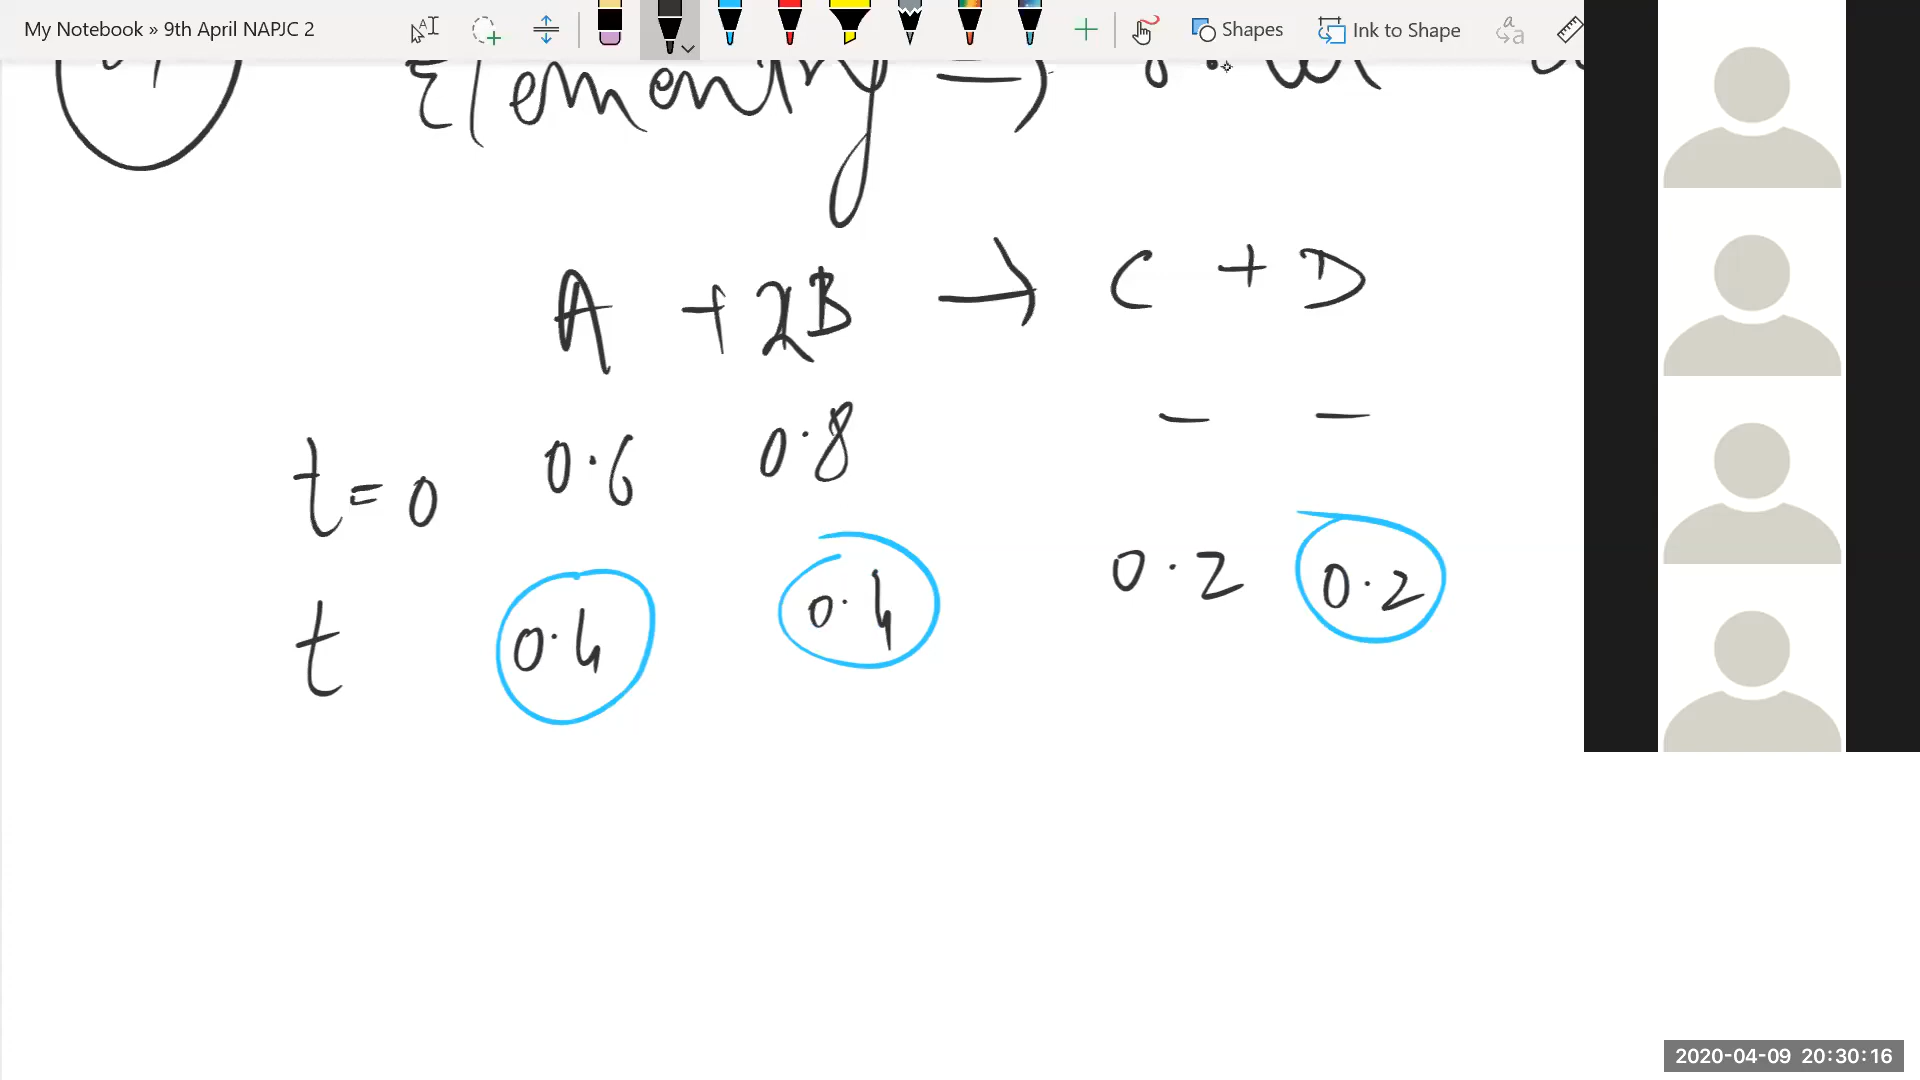 My Notebook » 9th April NAPJC 2
Shapes
Ink to Shape
Elementry →
A + 2B → C + D
t = 0 0.6 0.8 - -
t 0.4 0.4 0.2 0.2
2020-04-09 20:30:16